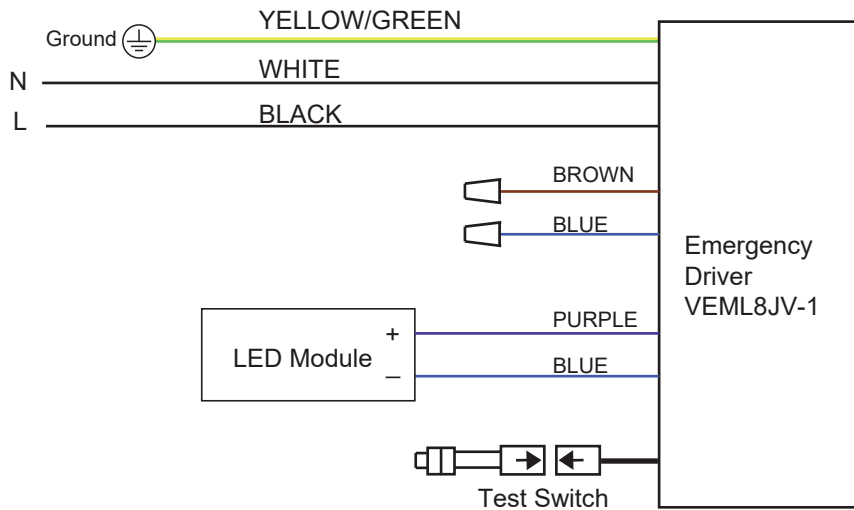 YELLOW/GREEN
Ground
WHITE
N
BLACK
L
BROWN
BLUE
Emergency
Driver
VEML8JV-1
PURPLE
+
LED Module
BLUE
–
Test Switch